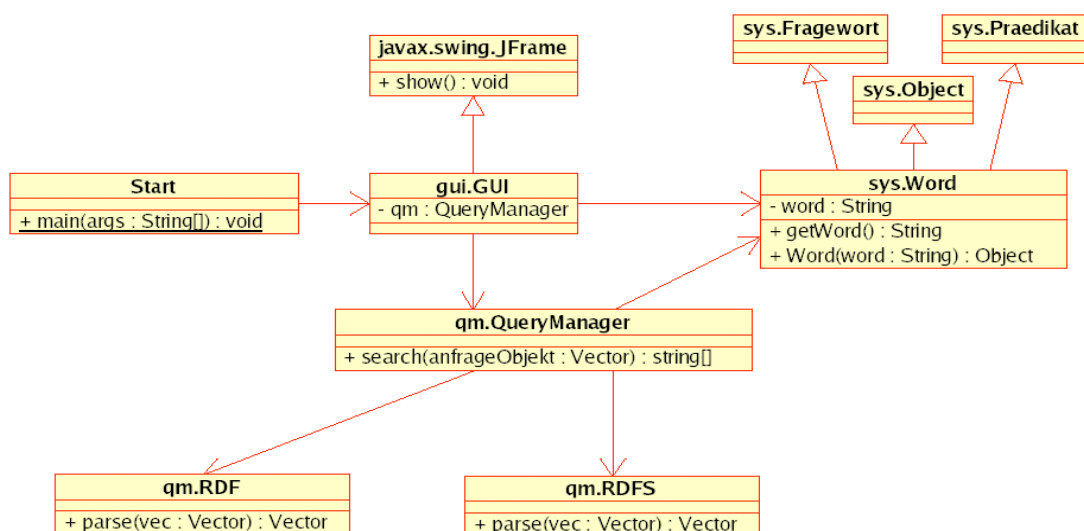 javax.swing.JFrame
+ show() : void
sys.Fragewort
sys.Praedikat
sys.Object
Start
+ main(args : String[]) : void
gui.GUI
- qm : QueryManager
sys.Word
- word : String
+ getWord() : String
+ Word(word : String) : Object
qm.QueryManager
+ search(anfrageObjekt : Vector) : string[]
qm.RDF
+ parse(vec : Vector) : Vector
qm.RDFS
+ parse(vec : Vector) : Vector